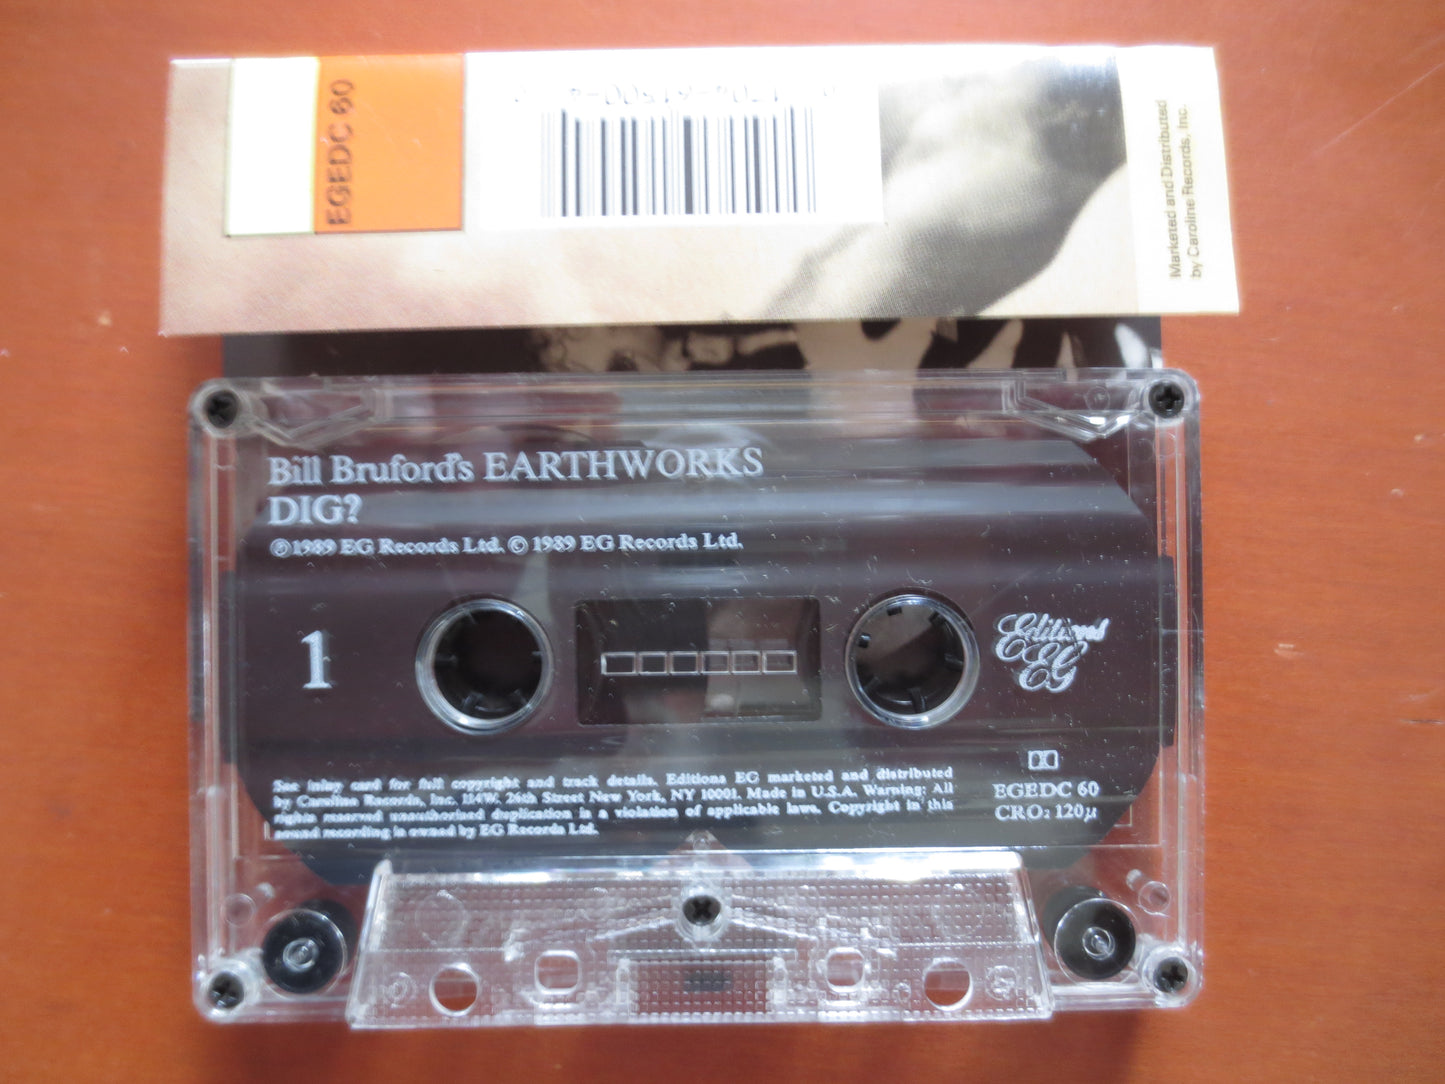 EGEDC 60
Marketed and Distributed
by Caroline Records, Inc.
Bill Bruford's EARTHWORKS
DIG?
℗1989 EG Records Ltd. © 1989 EG Records Ltd.
1
Editions
EG
See inlay card for full copyright and track details. Editions EG marketed and distributed
by Caroline Records, Inc. 114W. 26th Street New York, NY 10001. Made in U.S.A. Warning: All
rights reserved unauthorised duplication is a violation of applicable laws. Copyright in this
sound recording is owned by EG Records Ltd.
EGEDC 60
CRO₂ 120µ